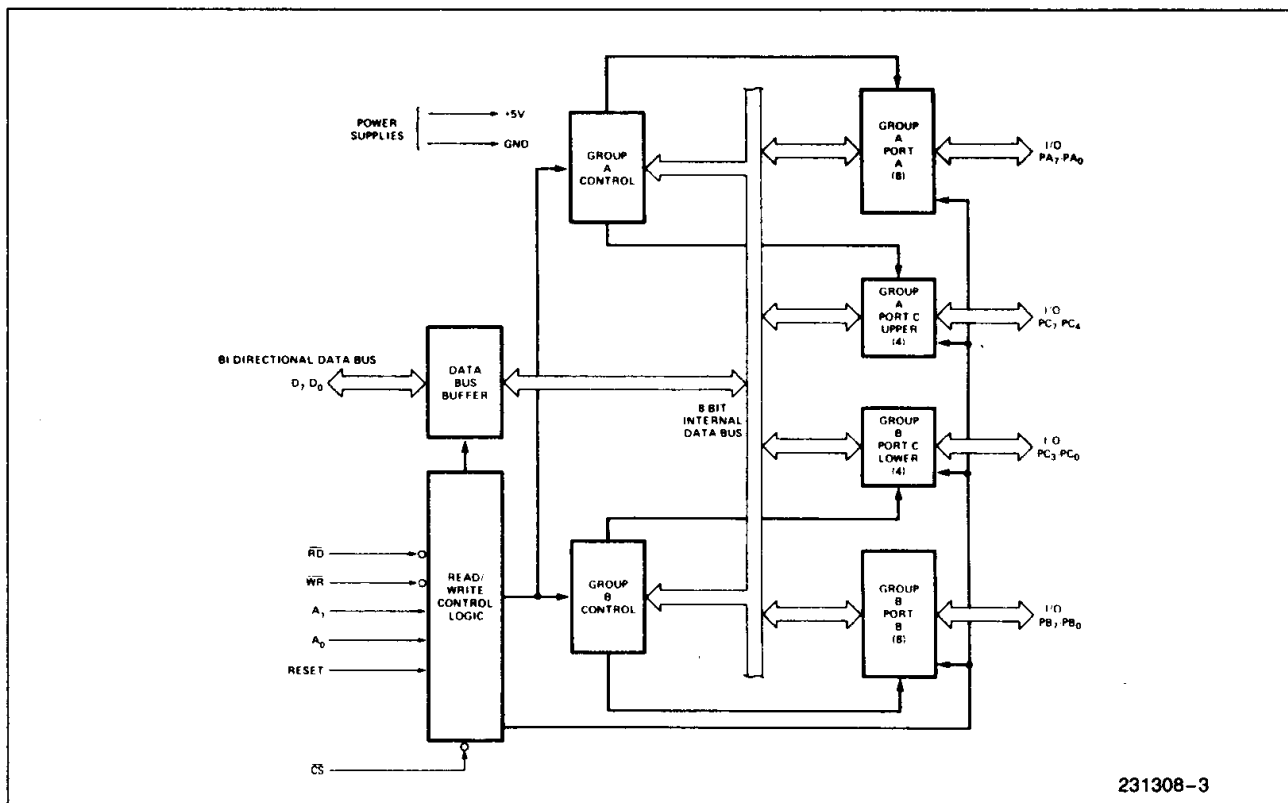 POWER
SUPPLIES
+5V
GND
GROUP
A
CONTROL
GROUP
A
PORT
A
(8)
I/O
PA7-PA0
GROUP
A
PORT C
UPPER
(4)
I/O
PC7-PC4
BI DIRECTIONAL DATA BUS
D7 D0
DATA
BUS
BUFFER
8 BIT
INTERNAL
DATA BUS
GROUP
B
PORT C
LOWER
(4)
I/O
PC3-PC0
RD
WR
A1
A0
RESET
READ/
WRITE
CONTROL
LOGIC
GROUP
B
CONTROL
GROUP
B
PORT
B
(8)
I/O
PB7-PB0
CS
231308-3